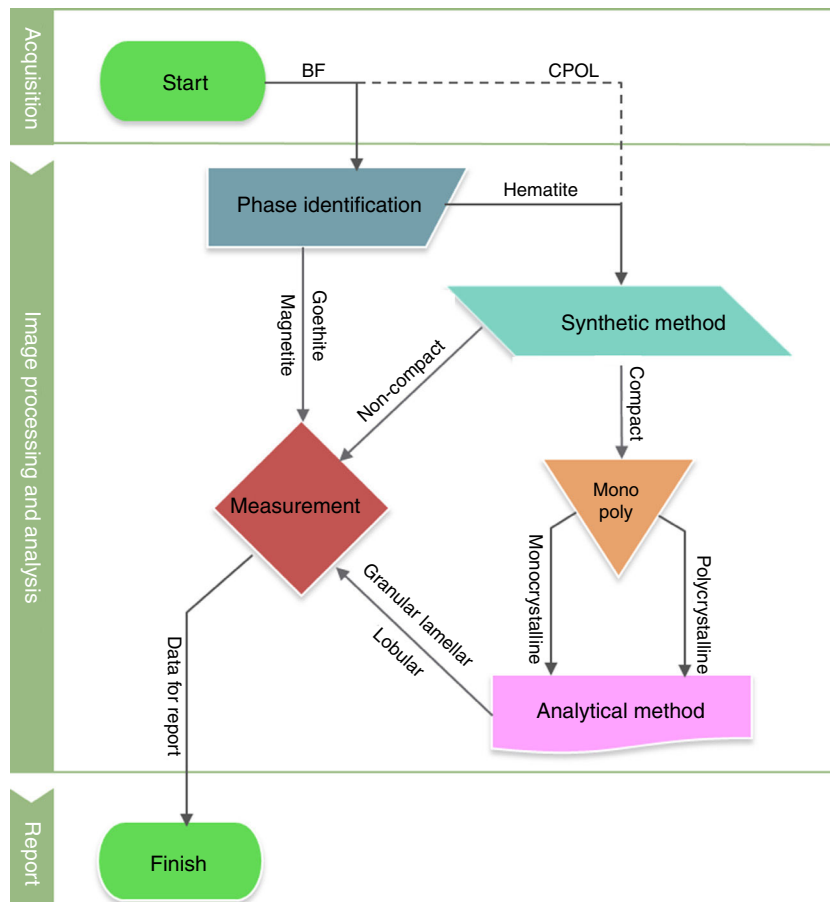 Acquisition
Start
BF
CPOL
Image processing and analysis
Phase identification
Hematite
Goethite
Magnetite
Synthetic method
Non-compact
Compact
Measurement
Mono
poly
Monocrystalline
Polycrystalline
Granular lamellar
Lobular
Analytical method
Data for report
Report
Finish